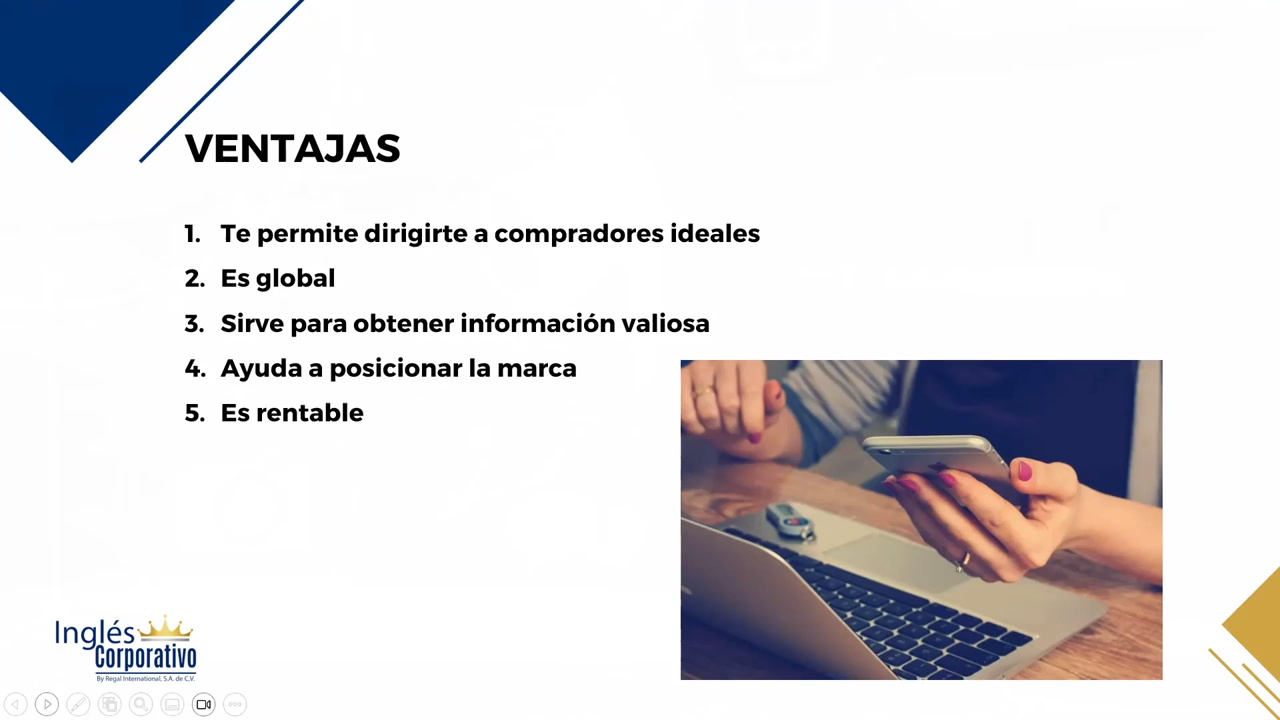 VENTAJAS
1. Te permite dirigirte a compradores ideales
2. Es global
3. Sirve para obtener información valiosa
4. Ayuda a posicionar la marca
5. Es rentable
Inglés
Corporativo
By Regal International, S.A. de C.V.